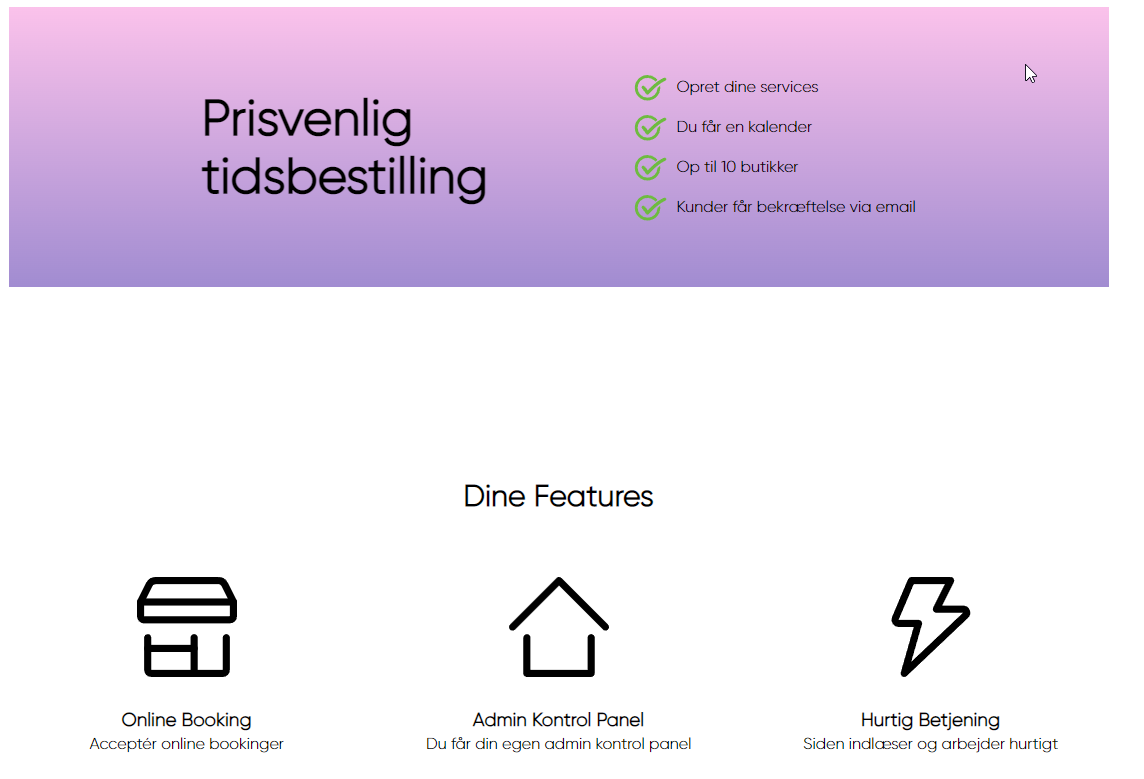 Prisvenlig
tidsbestilling
Opret dine services
Du får en kalender
Op til 10 butikker
Kunder får bekræftelse via email
Dine Features
Online Booking
Acceptér online bookinger
Admin Kontrol Panel
Du får din egen admin kontrol panel
Hurtig Betjening
Siden indlæser og arbejder hurtigt